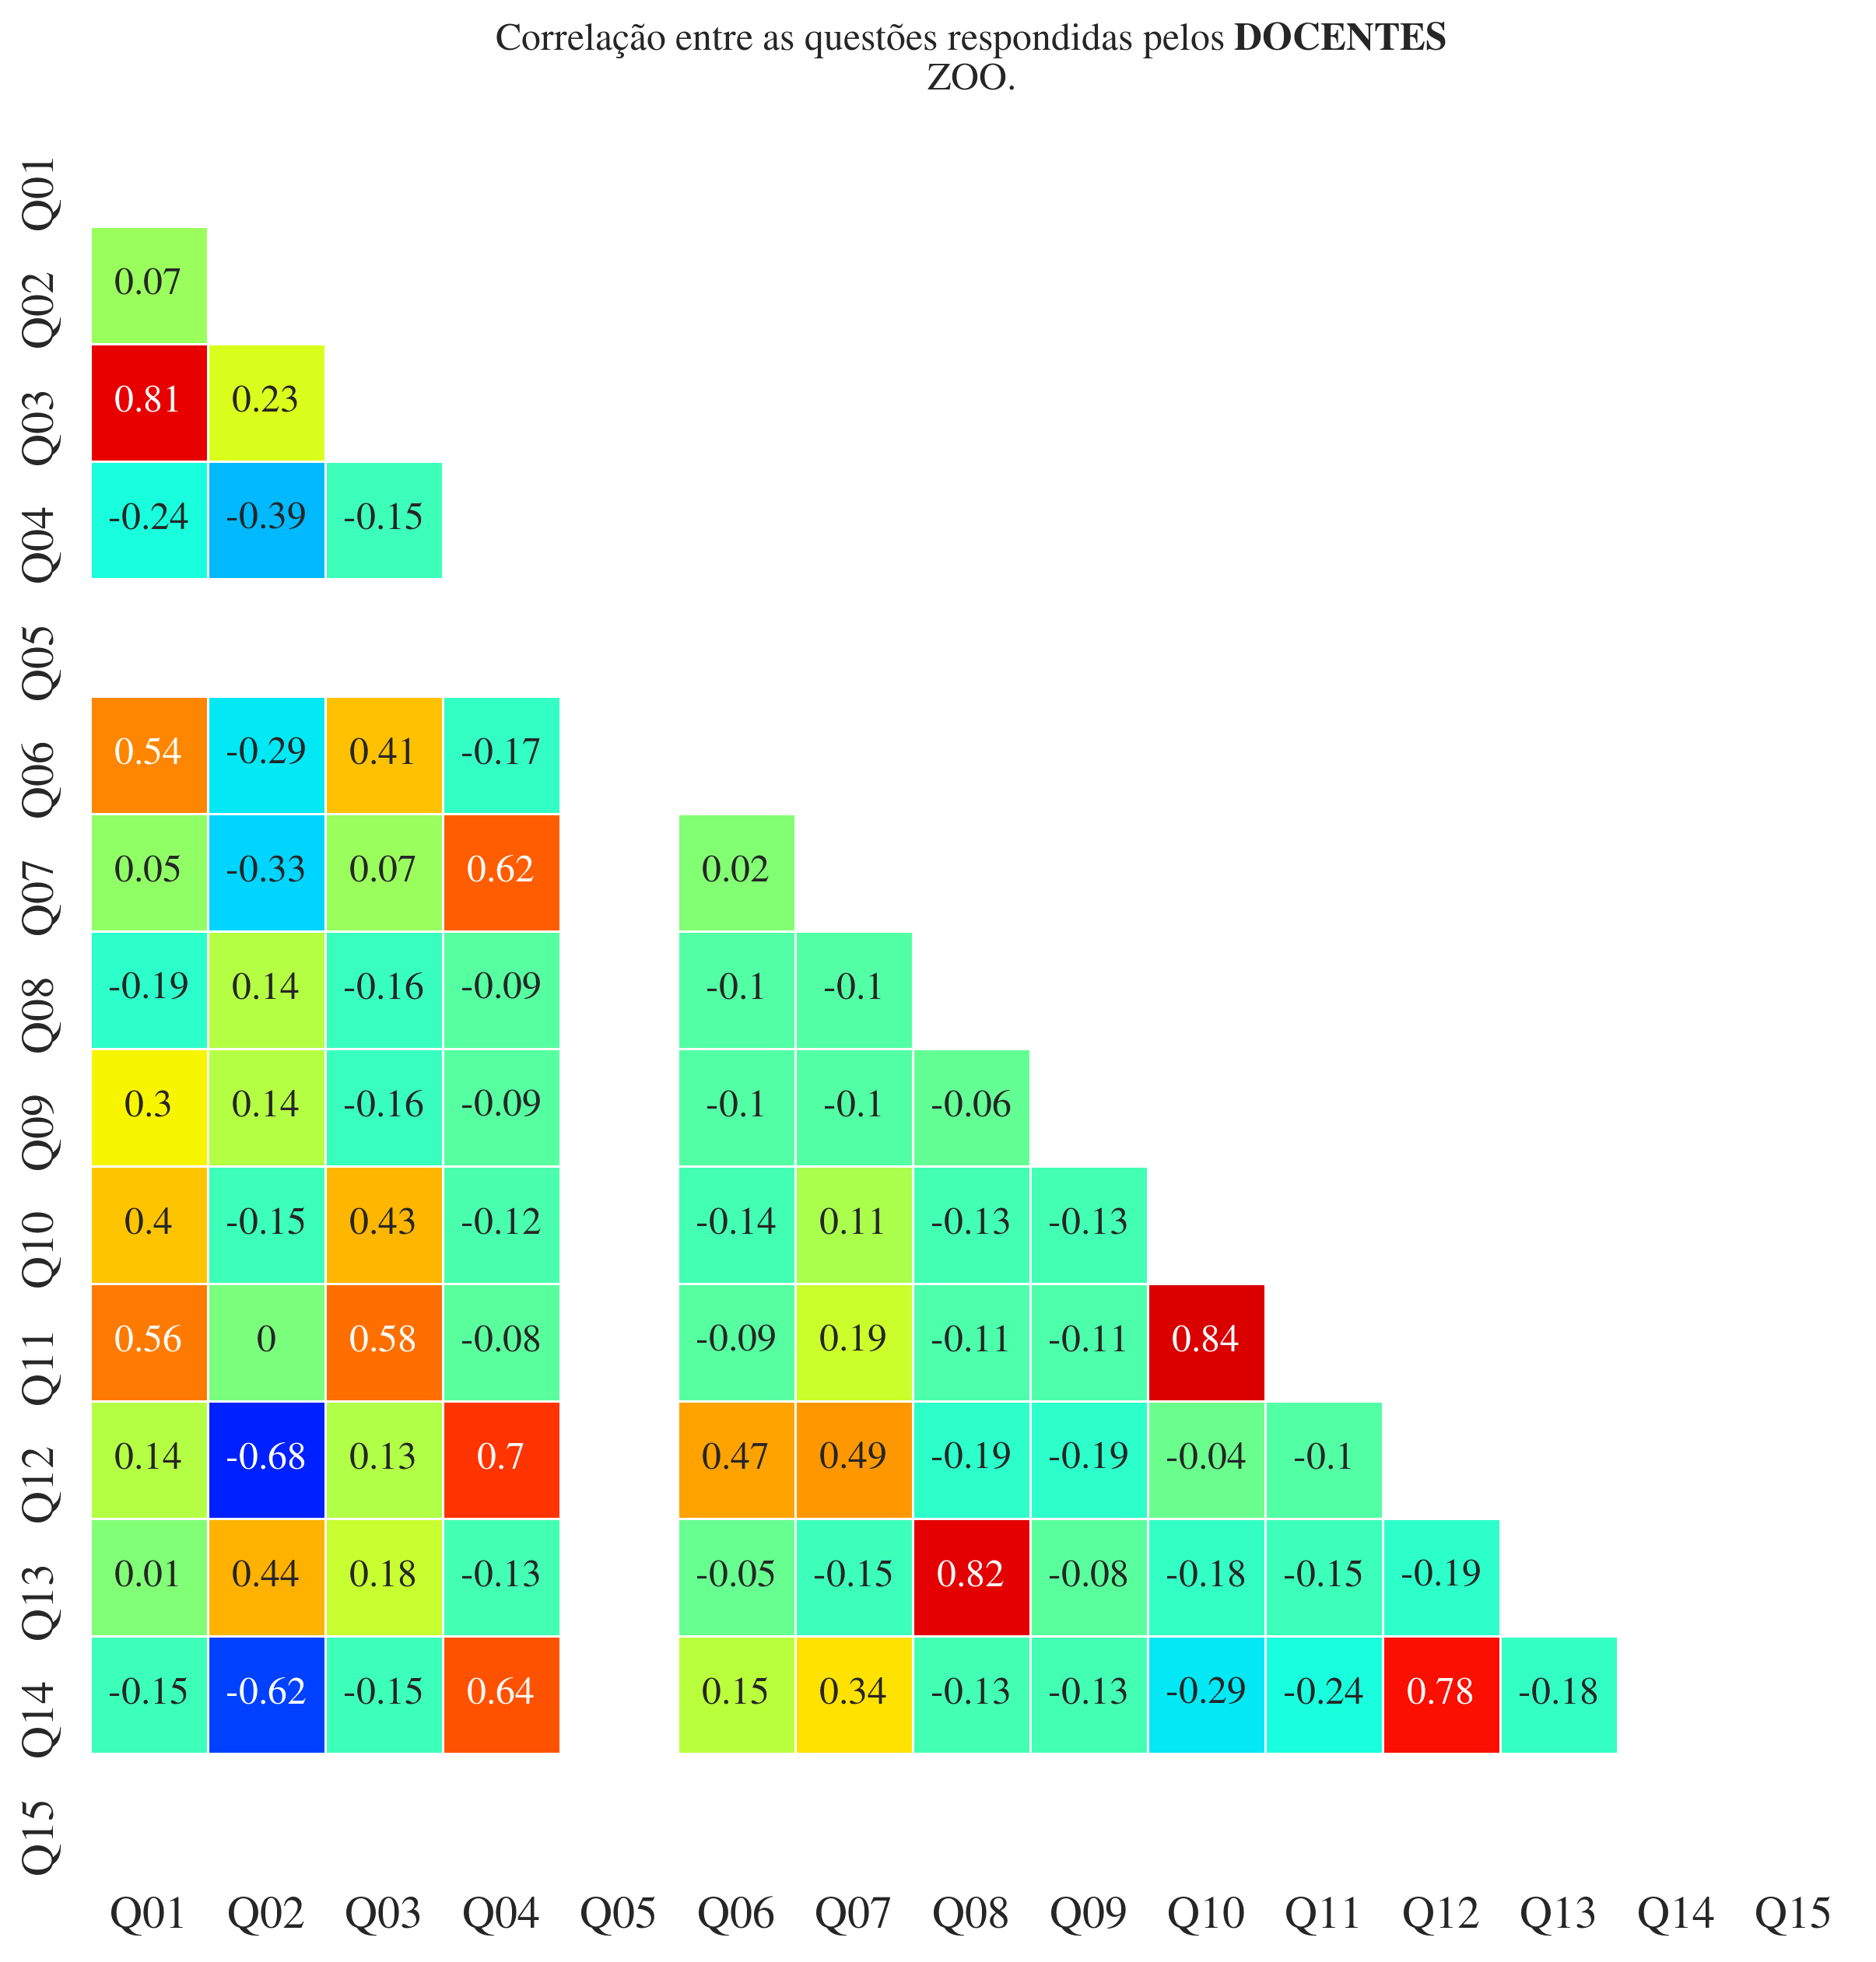 Correlação entre as questões respondidas pelos DOCENTES
ZOO.
Q01
Q02 0.07
Q03 0.81 0.23
Q04 -0.24 -0.39 -0.15
Q05
Q06 0.54 -0.29 0.41 -0.17
Q07 0.05 -0.33 0.07 0.62 0.02
Q08 -0.19 0.14 -0.16 -0.09 -0.1 -0.1
Q09 0.3 0.14 -0.16 -0.09 -0.1 -0.1 -0.06
Q10 0.4 -0.15 0.43 -0.12 -0.14 0.11 -0.13 -0.13
Q11 0.56 0 0.58 -0.08 -0.09 0.19 -0.11 -0.11 0.84
Q12 0.14 -0.68 0.13 0.7 0.47 0.49 -0.19 -0.19 -0.04 -0.1
Q13 0.01 0.44 0.18 -0.13 -0.05 -0.15 0.82 -0.08 -0.18 -0.15 -0.19
Q14 -0.15 -0.62 -0.15 0.64 0.15 0.34 -0.13 -0.13 -0.29 -0.24 0.78 -0.18
Q15
Q01 Q02 Q03 Q04 Q05 Q06 Q07 Q08 Q09 Q10 Q11 Q12 Q13 Q14 Q15